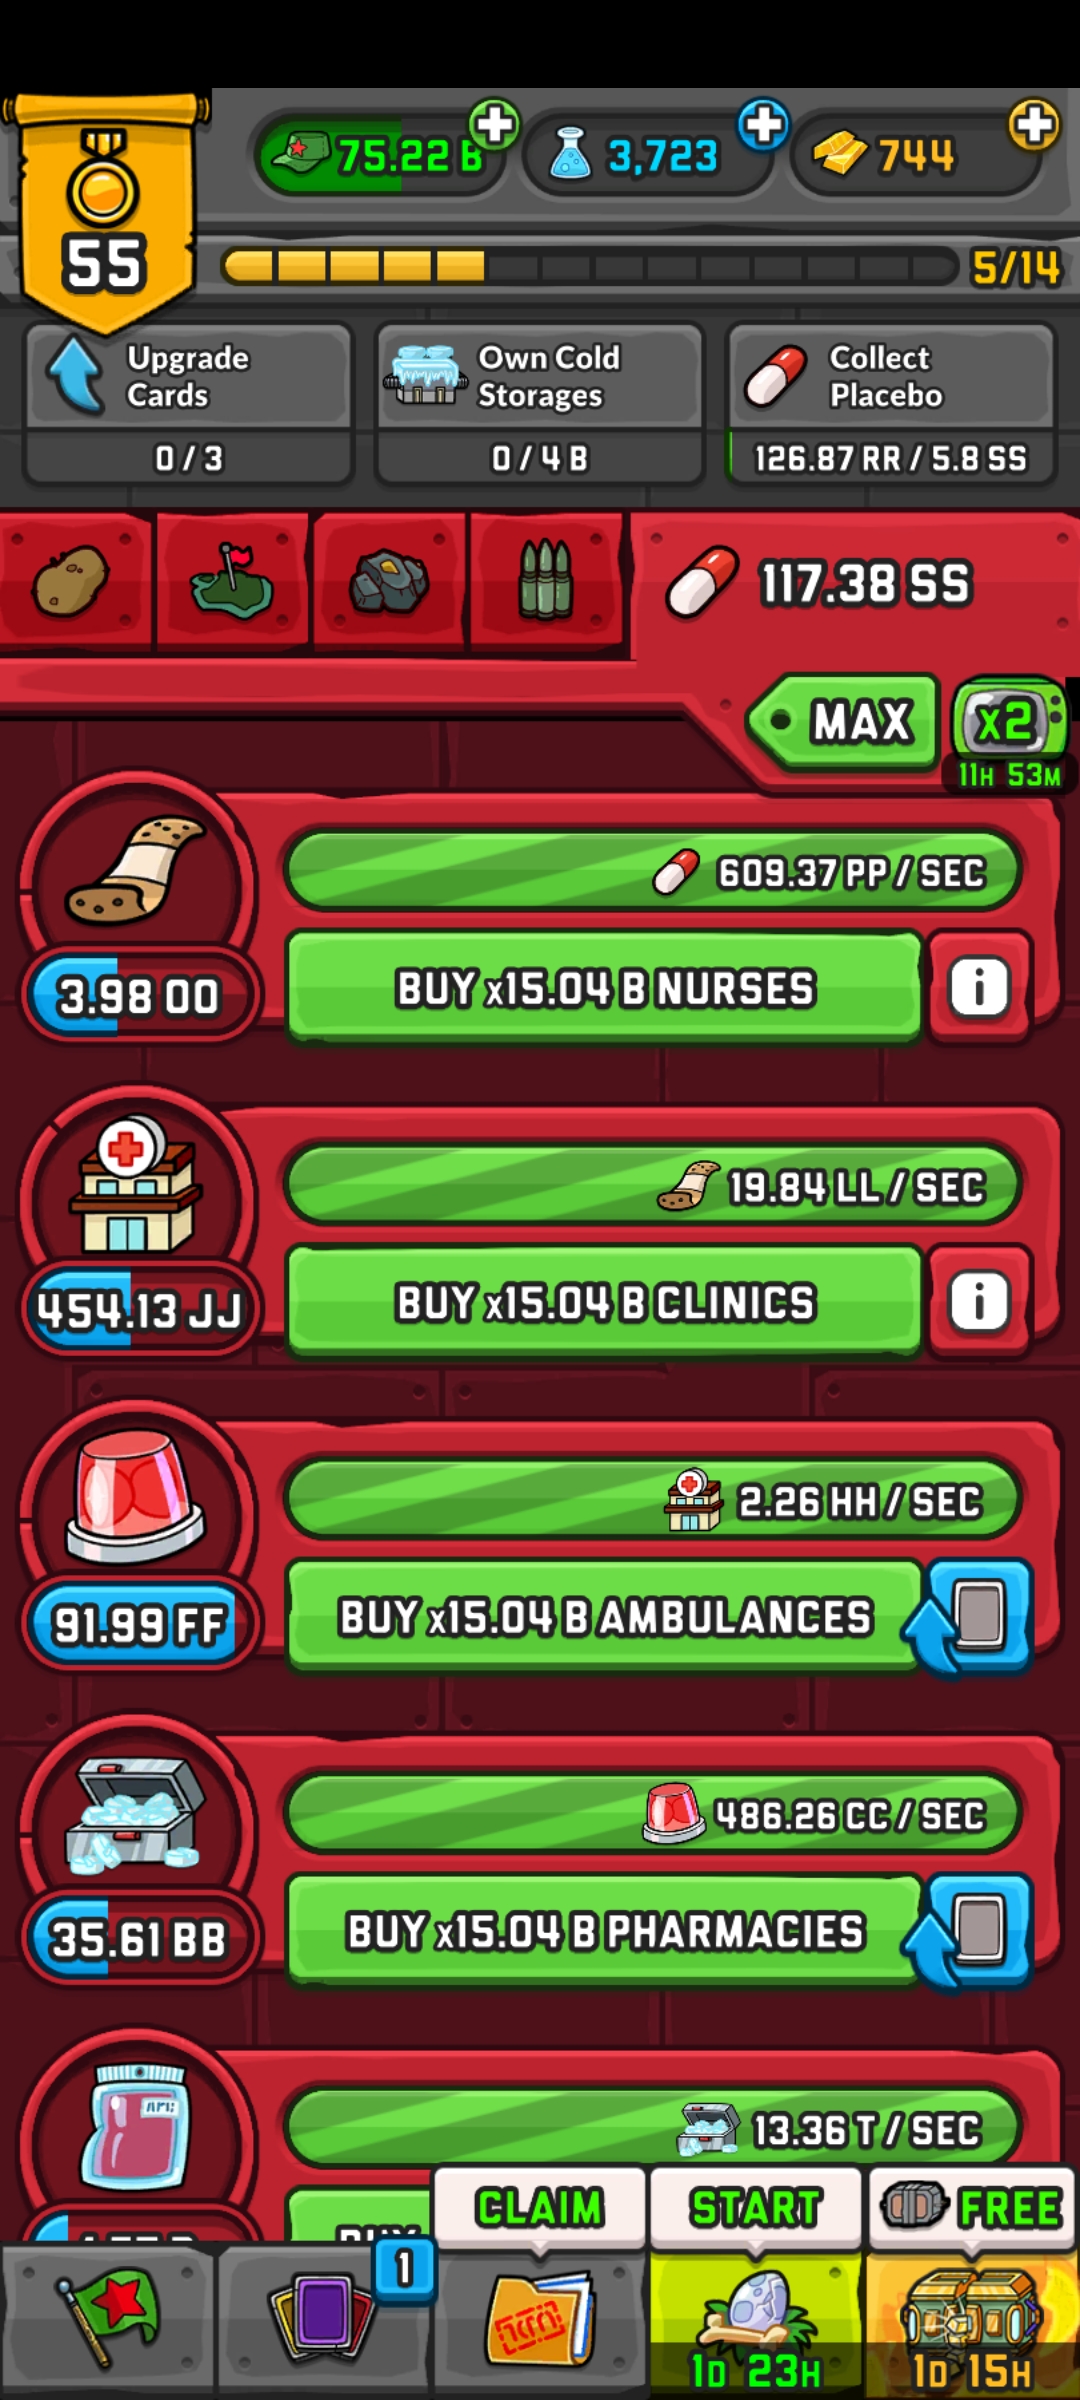 55
75.22 B
3,723
744
5/14
Upgrade
Cards
0 / 3
Own Cold
Storages
0 / 4 B
Collect
Placebo
126.87 RR / 5.8 SS
117.38 SS
MAX
x2
11H 53M
609.37 PP / SEC
3.98 OO
BUY x15.04 B NURSES
i
19.84 LL / SEC
454.13 JJ
BUY x15.04 B CLINICS
i
2.26 HH / SEC
91.99 FF
BUY x15.04 B AMBULANCES
486.26 CC / SEC
35.61 BB
BUY x15.04 B PHARMACIES
13.36 T / SEC
BUY
CLAIM
START
FREE
1
1D 23H
1D 15H